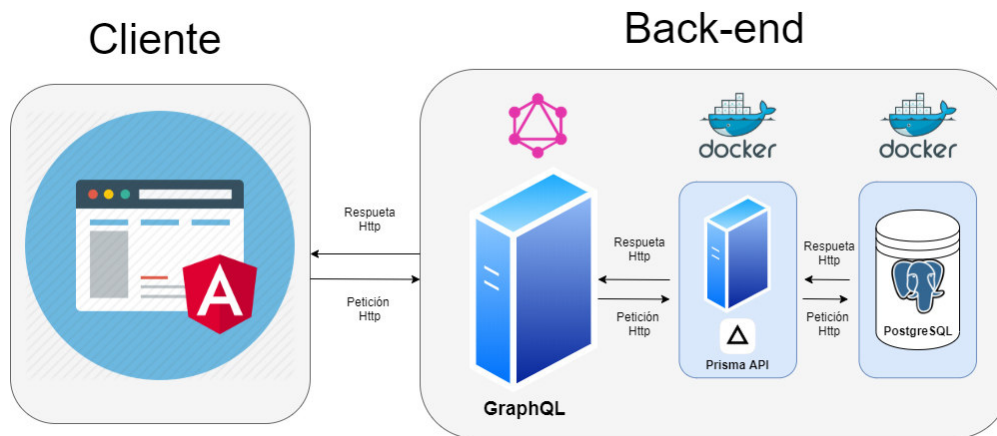 Cliente
Back-end
docker
docker
Respueta
Http
Petición
Http
Respueta
Http
Petición
Http
Respueta
Http
Petición
Http
A
GraphQL
Prisma API
PostgreSQL